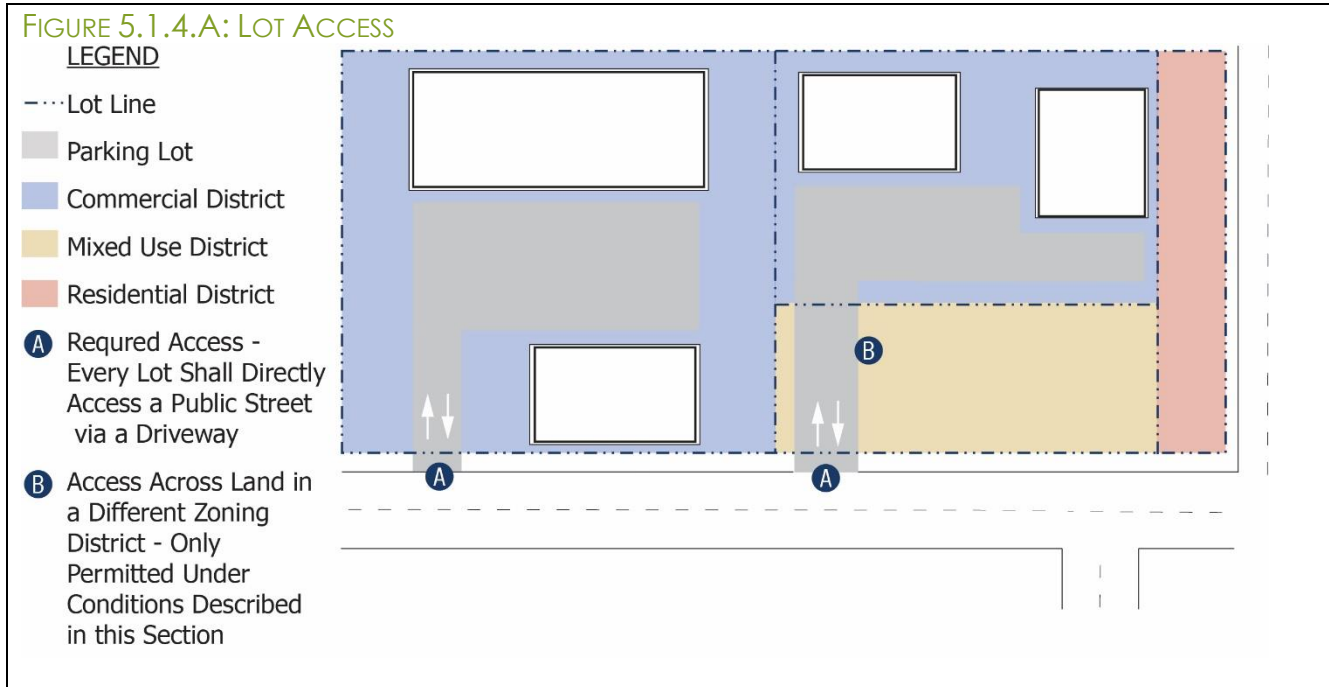 FIGURE 5.1.4.A: LOT ACCESS
LEGEND
Lot Line
Parking Lot
Commercial District
Mixed Use District
Residential District
A Requred Access -
Every Lot Shall Directly
Access a Public Street
via a Driveway
B Access Across Land in
a Different Zoning
District - Only
Permitted Under
Conditions Described
in this Section
B
A
A